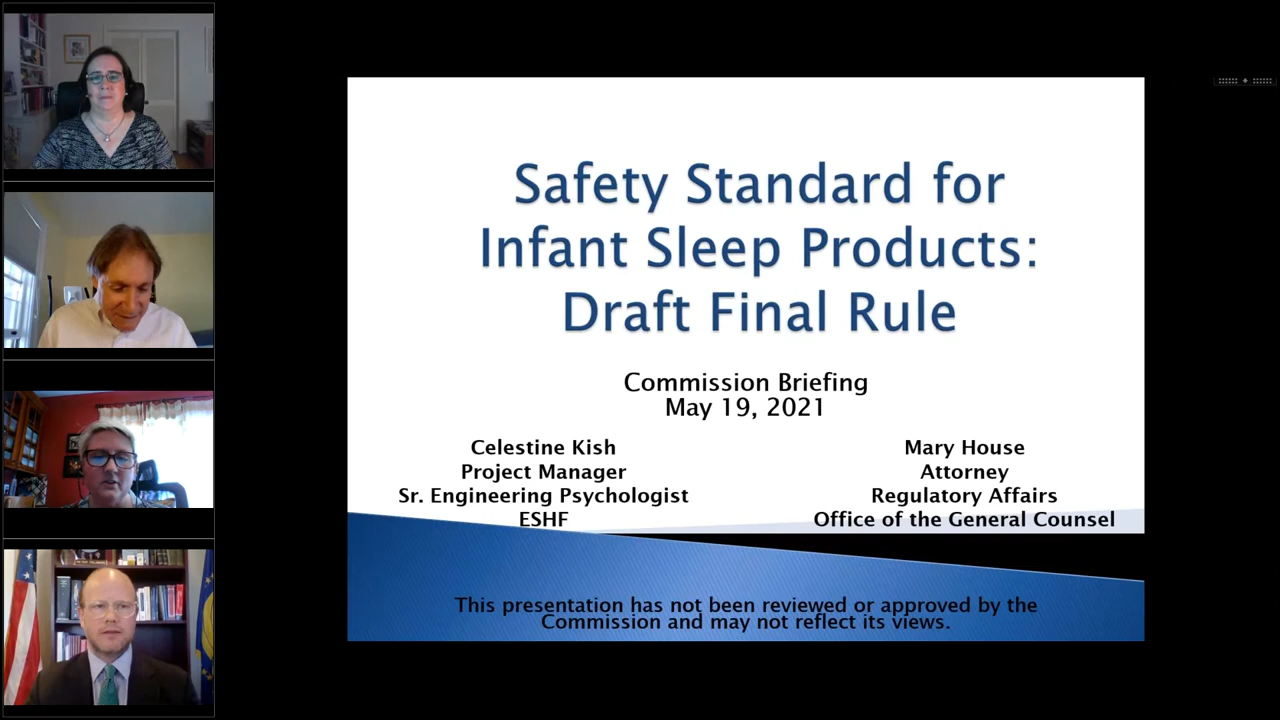 Safety Standard for
Infant Sleep Products:
Draft Final Rule
Commission Briefing
May 19, 2021
Celestine Kish
Project Manager
Sr. Engineering Psychologist
ESHF
Mary House
Attorney
Regulatory Affairs
Office of the General Counsel
This presentation has not been reviewed or approved by the
Commission and may not reflect its views.